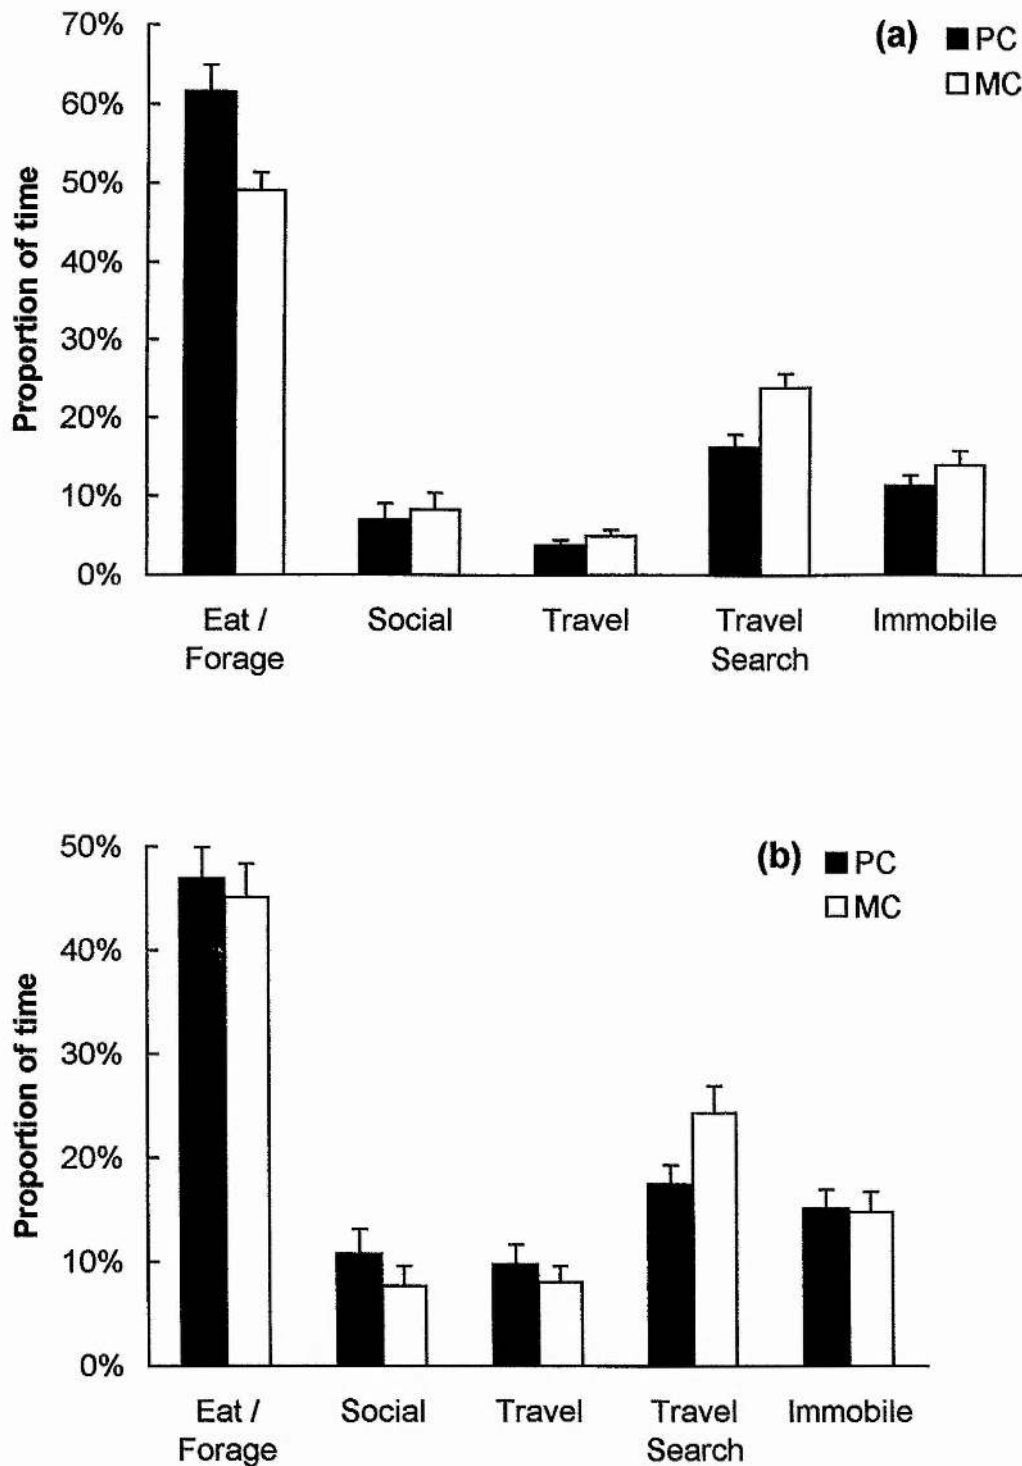 (a) PC
MC
Proportion of time
70%
60%
50%
40%
30%
20%
10%
0%
Eat /
Forage
Social
Travel
Travel
Search
Immobile
(b) PC
MC
Proportion of time
50%
40%
30%
20%
10%
0%
Eat /
Forage
Social
Travel
Travel
Search
Immobile